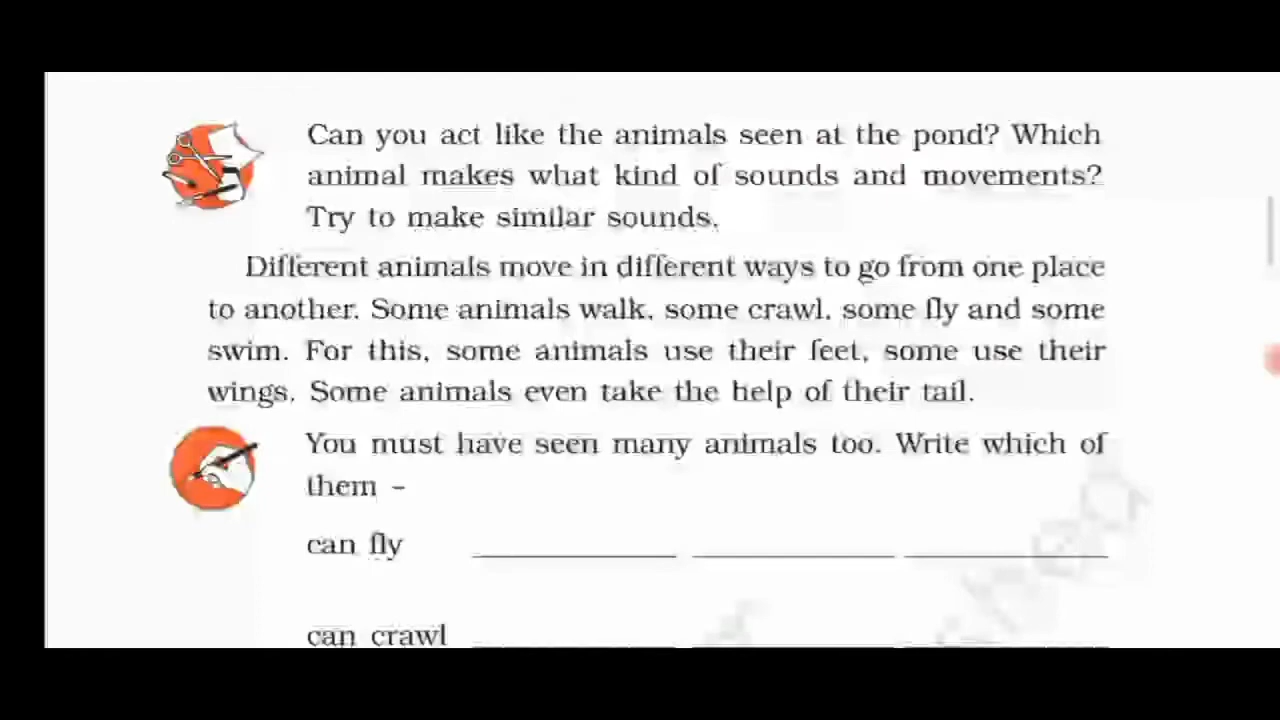 Can you act like the animals seen at the pond? Which
animal makes what kind of sounds and movements?
Try to make similar sounds.
Different animals move in different ways to go from one place
to another. Some animals walk, some crawl, some fly and some
swim. For this, some animals use their feet, some use their
wings. Some animals even take the help of their tail.
You must have seen many animals too. Write which of
them –
can fly
can crawl